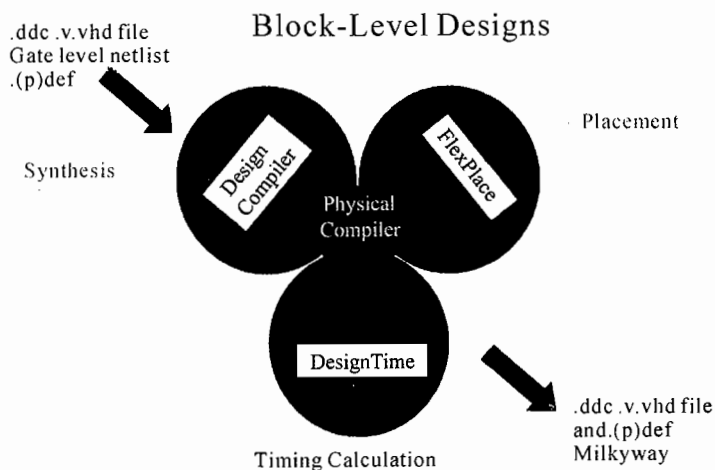 Block-Level Designs
.ddc .v.vhd file
Gate level netlist
.(p)def
Synthesis
Placement
Design
Compiler
FlexPlace
Physical
Compiler
DesignTime
Timing Calculation
.ddc .v.vhd file
and.(p)def
Milkyway